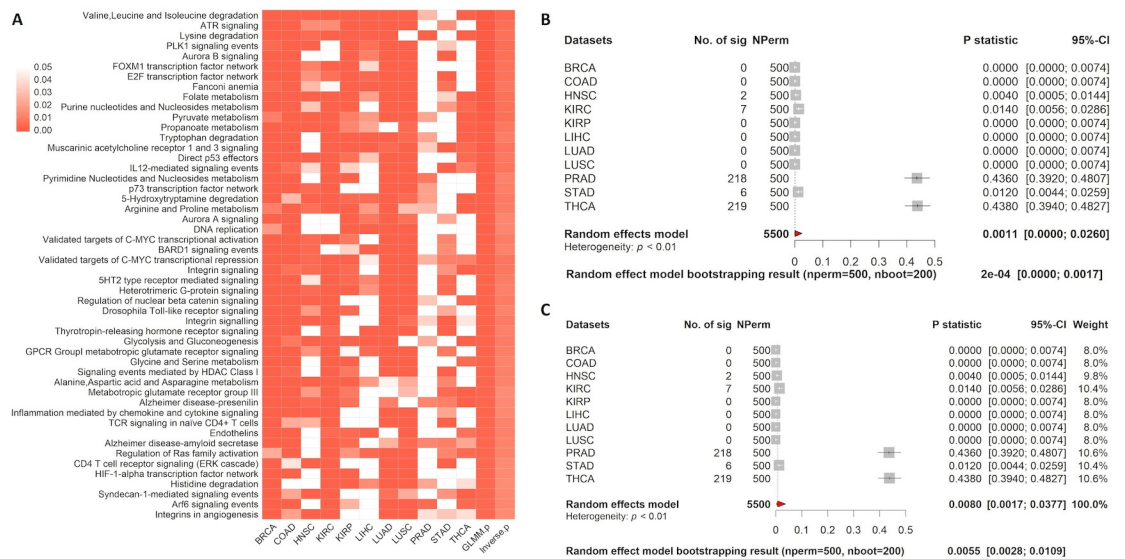 A
Valine,Leucine and Isoleucine degradation
ATR signaling
Lysine degradation
PLK1 signaling events
Aurora B signaling
FOXM1 transcription factor network
E2F transcription factor network
Fanconi anemia
Folate metabolism
Purine nucleotides and Nucleosides metabolism
Pyruvate metabolism
Propanoate metabolism
Tryptophan degradation
Muscarinic acetylcholine receptor 1 and 3 signaling
Direct p53 effectors
IL12-mediated signaling events
Pyrimidine Nucleotides and Nucleosides metabolism
p73 transcription factor network
5-Hydroxytryptamine degradation
Arginine and Proline metabolism
Aurora A signaling
DNA replication
Validated targets of C-MYC transcriptional activation
BARD1 signaling events
Validated targets of C-MYC transcriptional repression
Integrin signaling
5HT2 type receptor mediated signaling
Heterotrimeric G-protein signaling
Regulation of nuclear beta catenin signaling
Drosophila Toll-like receptor signaling
Integrin signalling
Thyrotropin-releasing hormone receptor signaling
Glycolysis and Gluconeogenesis
GPCR GroupI metabotropic glutamate receptor signaling
Glycine and Serine metabolism
Signaling events mediated by HDAC Class I
Alanine,Aspartic acid and Asparagine metabolism
Metabotropic glutamate receptor group III
Alzheimer disease-presenilin
Inflammation mediated by chemokine and cytokine signaling
TCR signaling in naïve CD4+ T cells
Endothelins
Alzheimer disease-amyloid secretase
Regulation of Ras family activation
CD4 T cell receptor signaling (ERK cascade)
HIF-1-alpha transcription factor network
Histidine degradation
Syndecan-1-mediated signaling events
Arf6 signaling events
Integrins in angiogenesis
0.05
0.04
0.03
0.02
0.01
0.00
BRCA COAD HNSC KIRC KIRP LIHC LUAD LUSC PRAD STAD THCA GLMM.p Inverse.p
B
Datasets No. of sig NPerm P statistic 95%-CI
BRCA 0 500 0.0000 [0.0000; 0.0074]
COAD 0 500 0.0000 [0.0000; 0.0074]
HNSC 2 500 0.0040 [0.0005; 0.0144]
KIRC 7 500 0.0140 [0.0056; 0.0286]
KIRP 0 500 0.0000 [0.0000; 0.0074]
LIHC 0 500 0.0000 [0.0000; 0.0074]
LUAD 0 500 0.0000 [0.0000; 0.0074]
LUSC 0 500 0.0000 [0.0000; 0.0074]
PRAD 218 500 0.4360 [0.3920; 0.4807]
STAD 6 500 0.0120 [0.0044; 0.0259]
THCA 219 500 0.4380 [0.3940; 0.4827]
Random effects model 5500 0.0011 [0.0000; 0.0260]
Heterogeneity: p < 0.01
0 0.1 0.2 0.3 0.4 0.5
Random effect model bootstrapping result (nperm=500, nboot=200) 2e-04 [0.0000; 0.0017]
C
Datasets No. of sig NPerm P statistic 95%-CI Weight
BRCA 0 500 0.0000 [0.0000; 0.0074] 8.0%
COAD 0 500 0.0000 [0.0000; 0.0074] 8.0%
HNSC 2 500 0.0040 [0.0005; 0.0144] 9.8%
KIRC 7 500 0.0140 [0.0056; 0.0286] 10.4%
KIRP 0 500 0.0000 [0.0000; 0.0074] 8.0%
LIHC 0 500 0.0000 [0.0000; 0.0074] 8.0%
LUAD 0 500 0.0000 [0.0000; 0.0074] 8.0%
LUSC 0 500 0.0000 [0.0000; 0.0074] 8.0%
PRAD 218 500 0.4360 [0.3920; 0.4807] 10.6%
STAD 6 500 0.0120 [0.0044; 0.0259] 10.4%
THCA 219 500 0.4380 [0.3940; 0.4827] 10.6%
Random effects model 5500 0.0080 [0.0017; 0.0377] 100.0%
Heterogeneity: p < 0.01
0 0.1 0.2 0.3 0.4 0.5
Random effect model bootstrapping result (nperm=500, nboot=200) 0.0055 [0.0028; 0.0109]